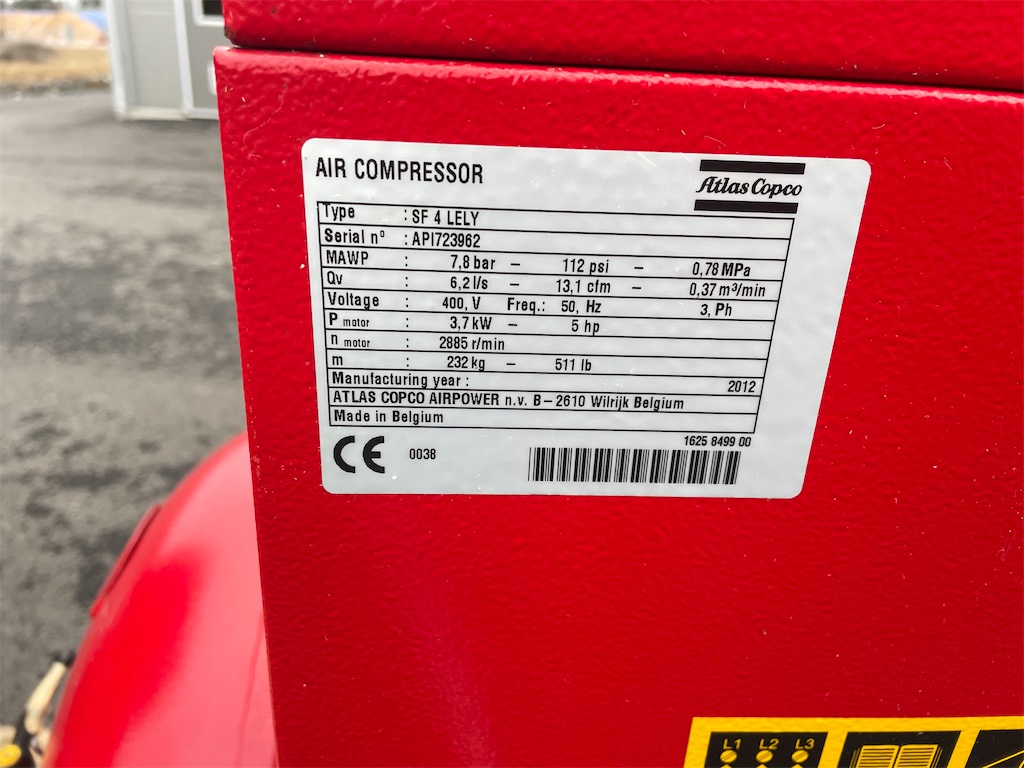 AIR COMPRESSOR
Atlas Copco
Type : SF 4 LELY
Serial nº : API723962
MAWP : 7,8 bar – 112 psi – 0,78 MPa
Qv : 6,2 l/s – 13,1 cfm – 0,37 m³/min
Voltage : 400, V Freq.: 50, Hz 3, Ph
P motor : 3,7 kW – 5 hp
n motor : 2885 r/min
m : 232 kg – 511 lb
Manufacturing year : 2012
ATLAS COPCO AIRPOWER n.v. B – 2610 Wilrijk Belgium
Made in Belgium
1625 8499 00
CE 0038
L1 L2 L3